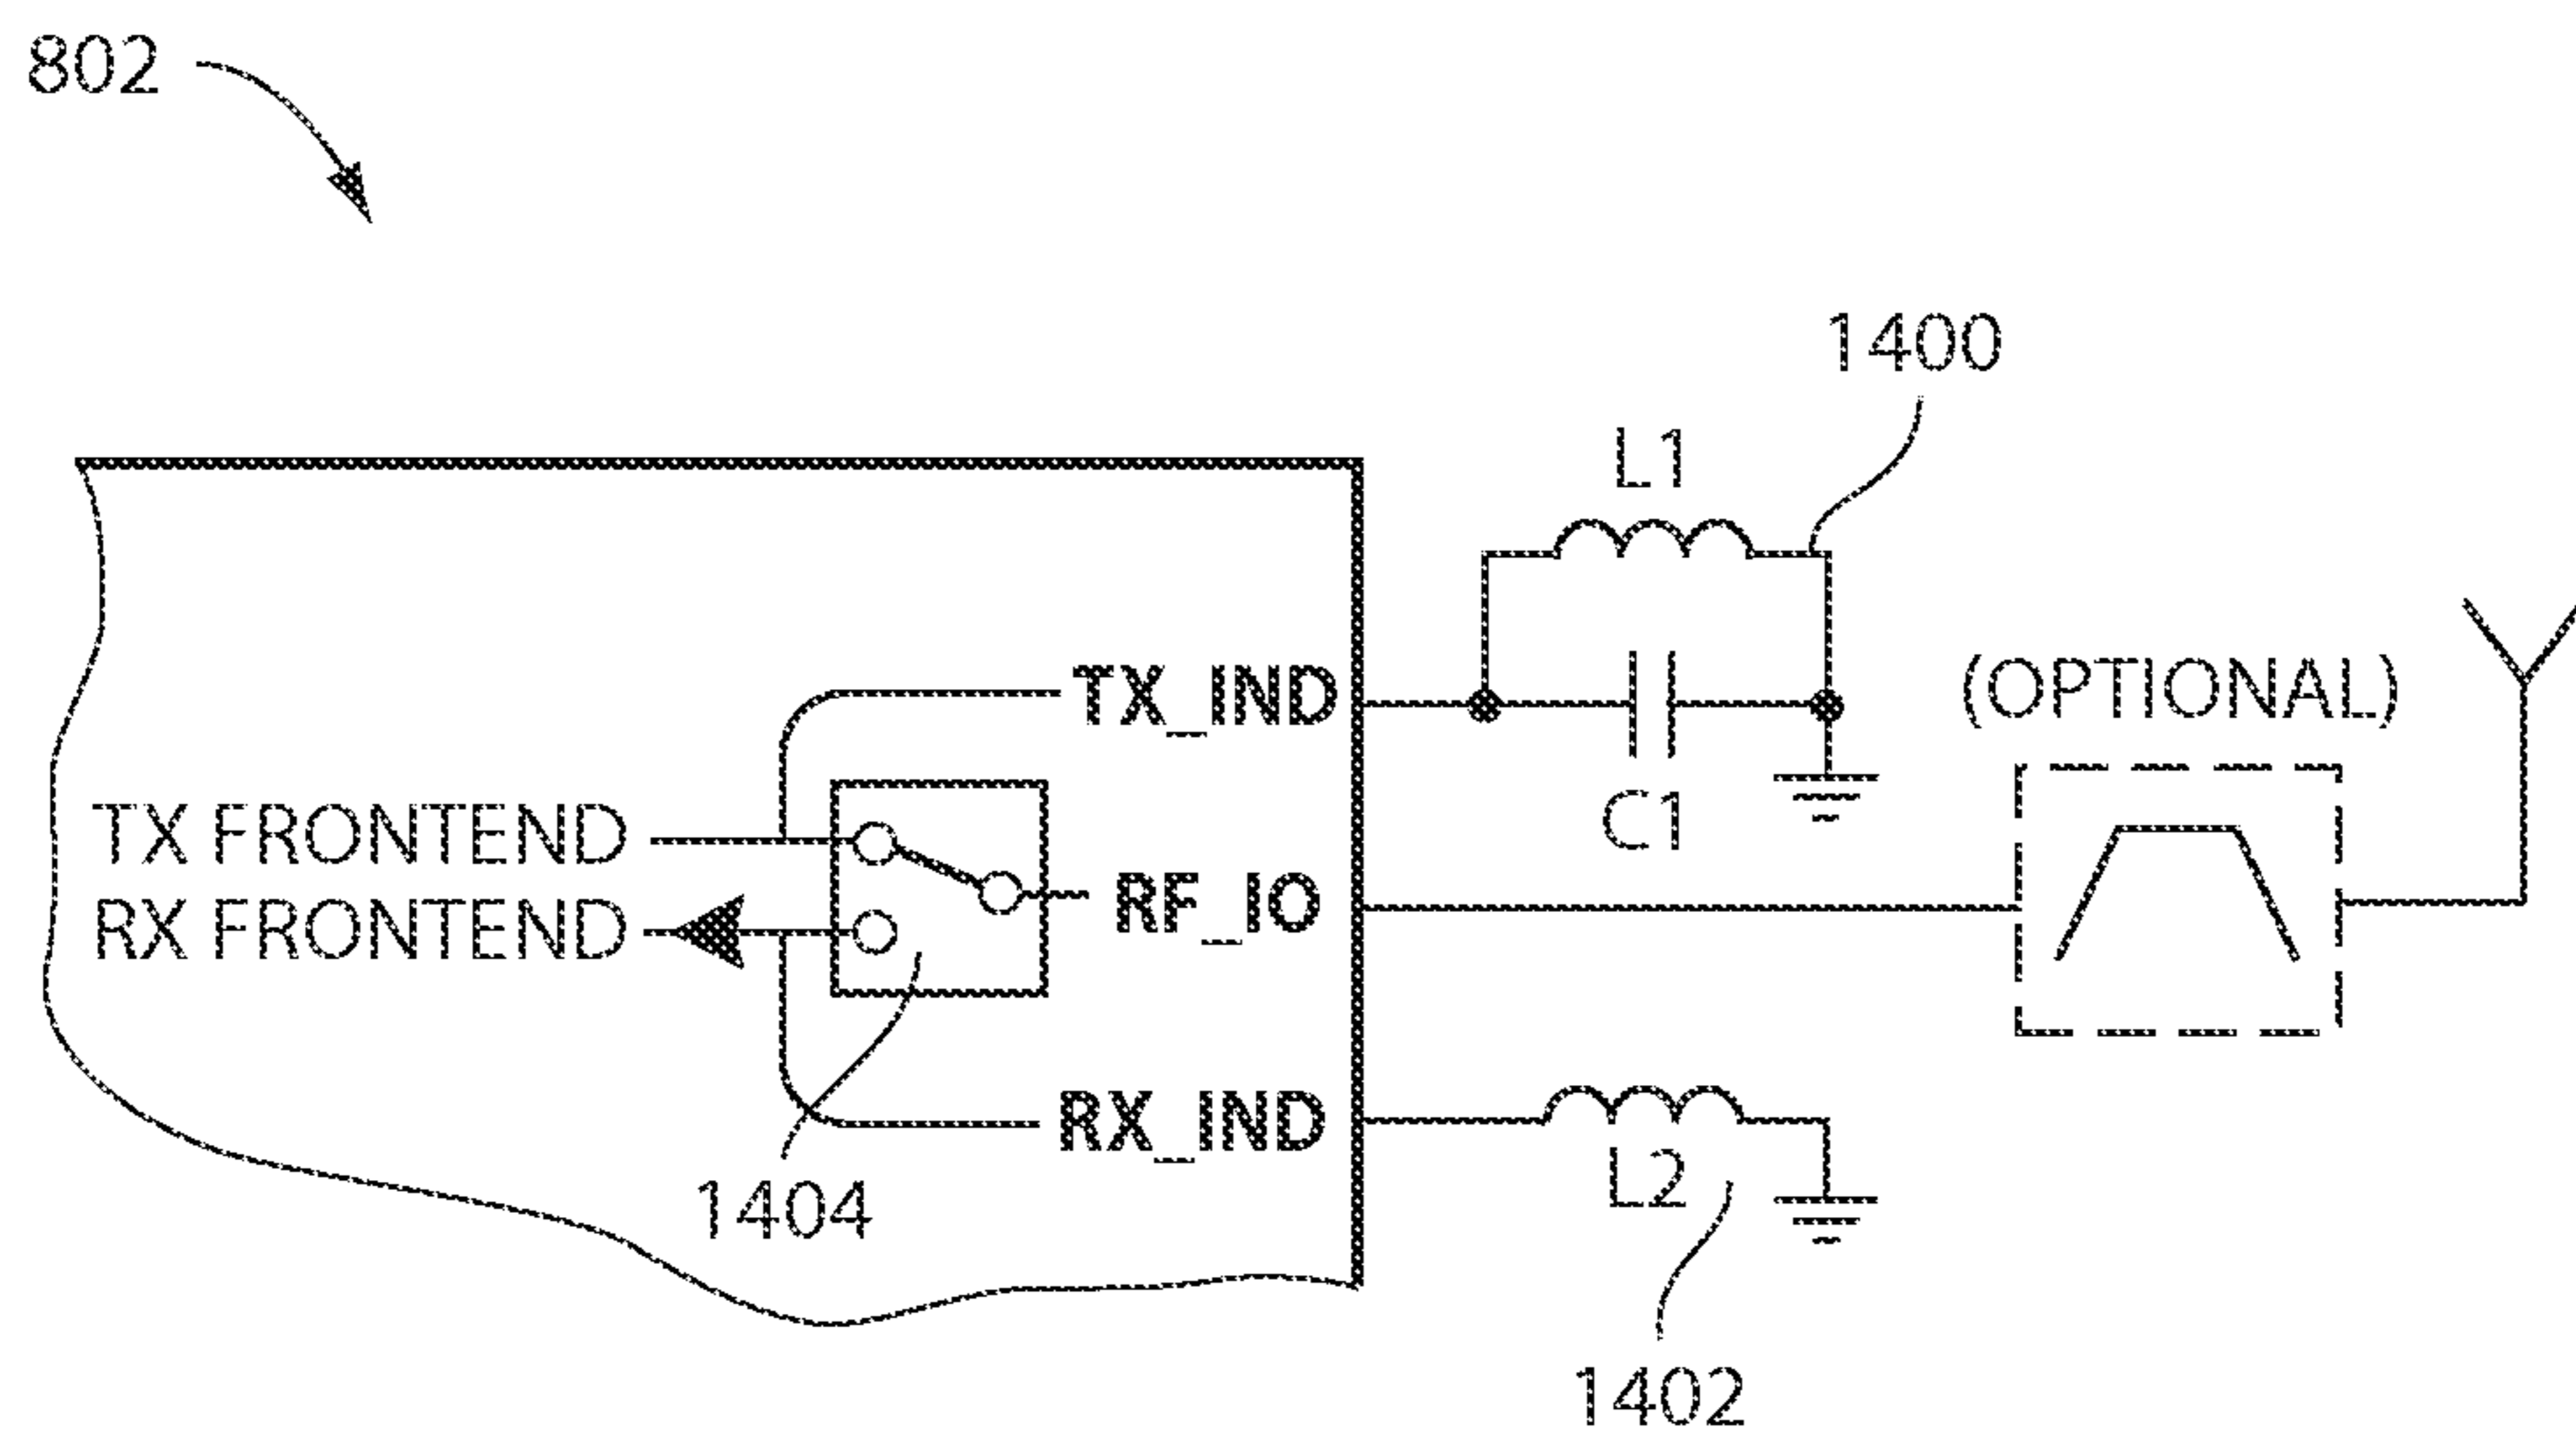 802
1400
L1
TX_IND
(OPTIONAL)
C1
TX FRONTEND
RF_IO
RX FRONTEND
RX_IND
L2
1404
1402